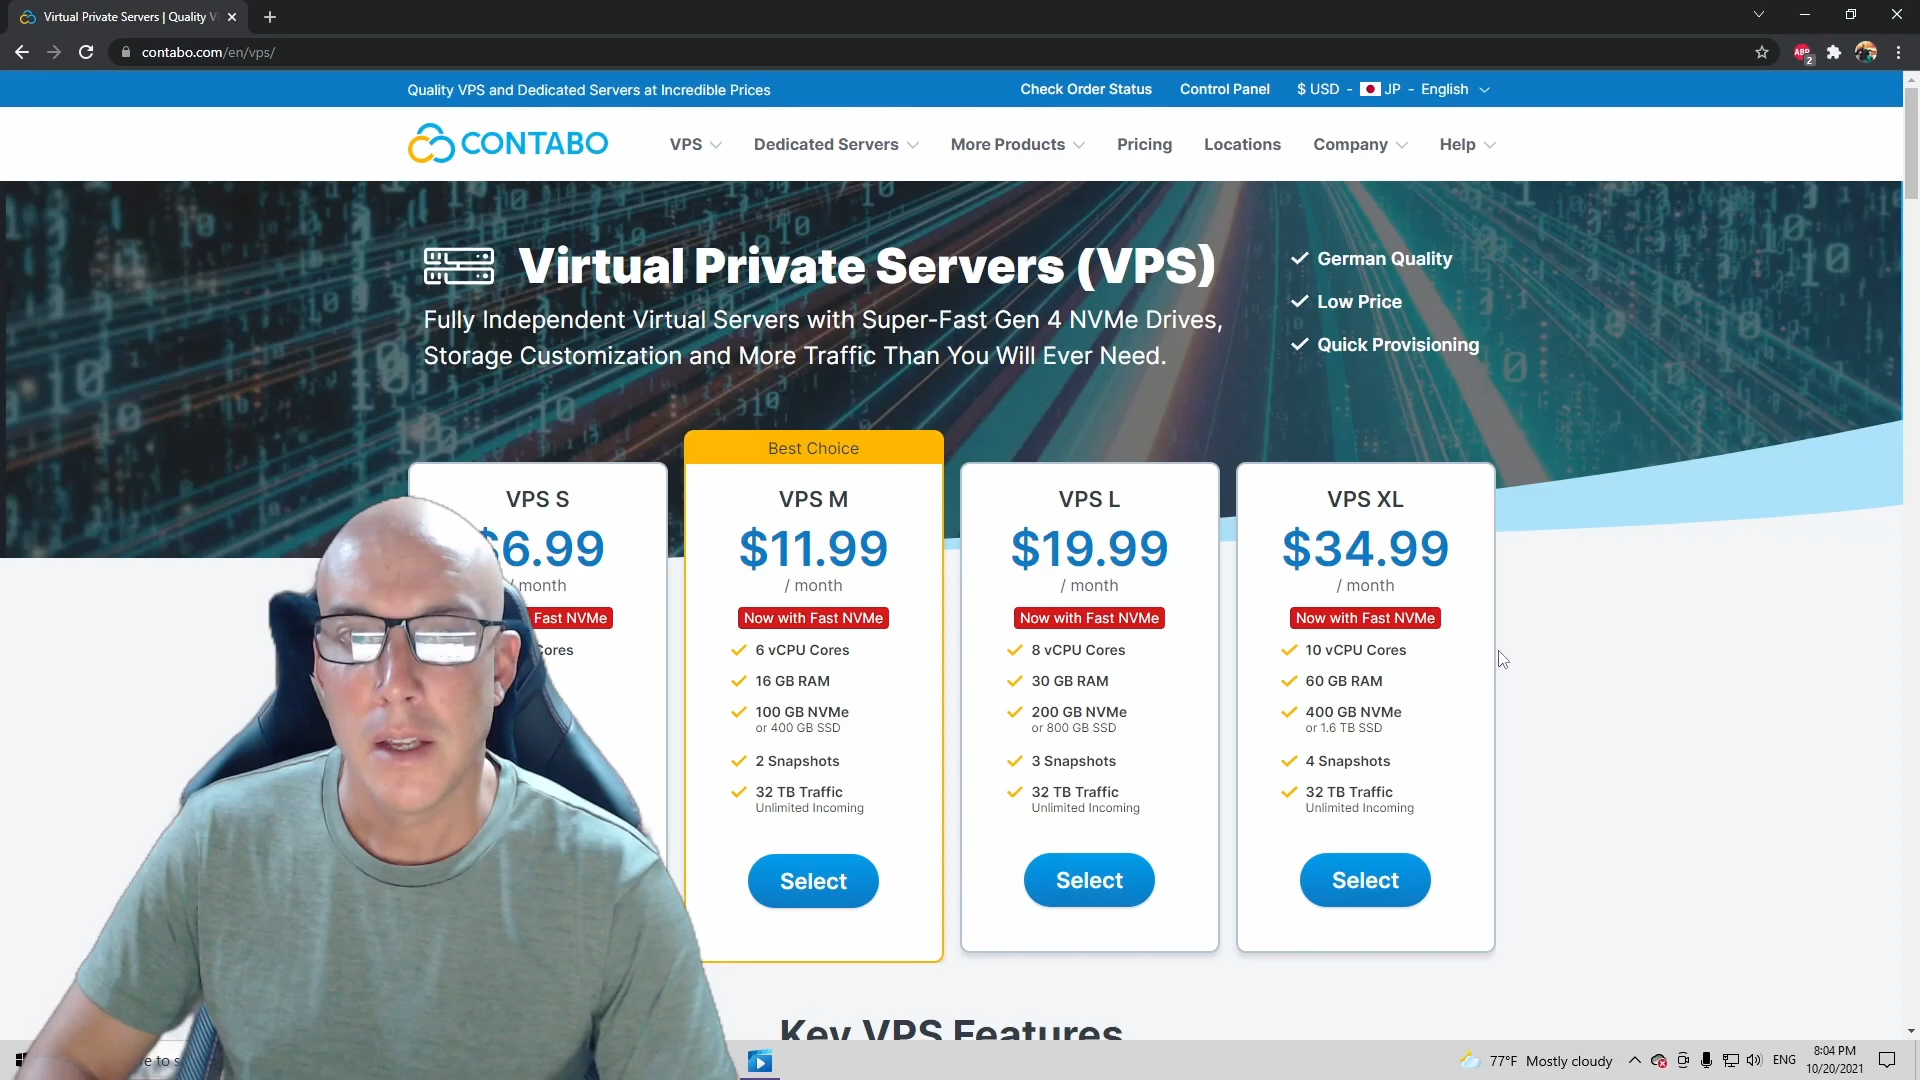 Virtual Private Servers | Quality V
contabo.com/en/vps/
ABP
2
Quality VPS and Dedicated Servers at Incredible Prices
Check Order Status
Control Panel
$ USD - JP - English
CONTABO
VPS
Dedicated Servers
More Products
Pricing
Locations
Company
Help
Virtual Private Servers (VPS)
Fully Independent Virtual Servers with Super-Fast Gen 4 NVMe Drives,
Storage Customization and More Traffic Than You Will Ever Need.
German Quality
Low Price
Quick Provisioning
VPS S
$6.99
/ month
Fast NVMe
Cores
Best Choice
VPS M
$11.99
/ month
Now with Fast NVMe
6 vCPU Cores
16 GB RAM
100 GB NVMe
or 400 GB SSD
2 Snapshots
32 TB Traffic
Unlimited Incoming
Select
VPS L
$19.99
/ month
Now with Fast NVMe
8 vCPU Cores
30 GB RAM
200 GB NVMe
or 800 GB SSD
3 Snapshots
32 TB Traffic
Unlimited Incoming
Select
VPS XL
$34.99
/ month
Now with Fast NVMe
10 vCPU Cores
60 GB RAM
400 GB NVMe
or 1.6 TB SSD
4 Snapshots
32 TB Traffic
Unlimited Incoming
Select
Key VPS Features
e to s
77°F Mostly cloudy
ENG
8:04 PM
10/20/2021